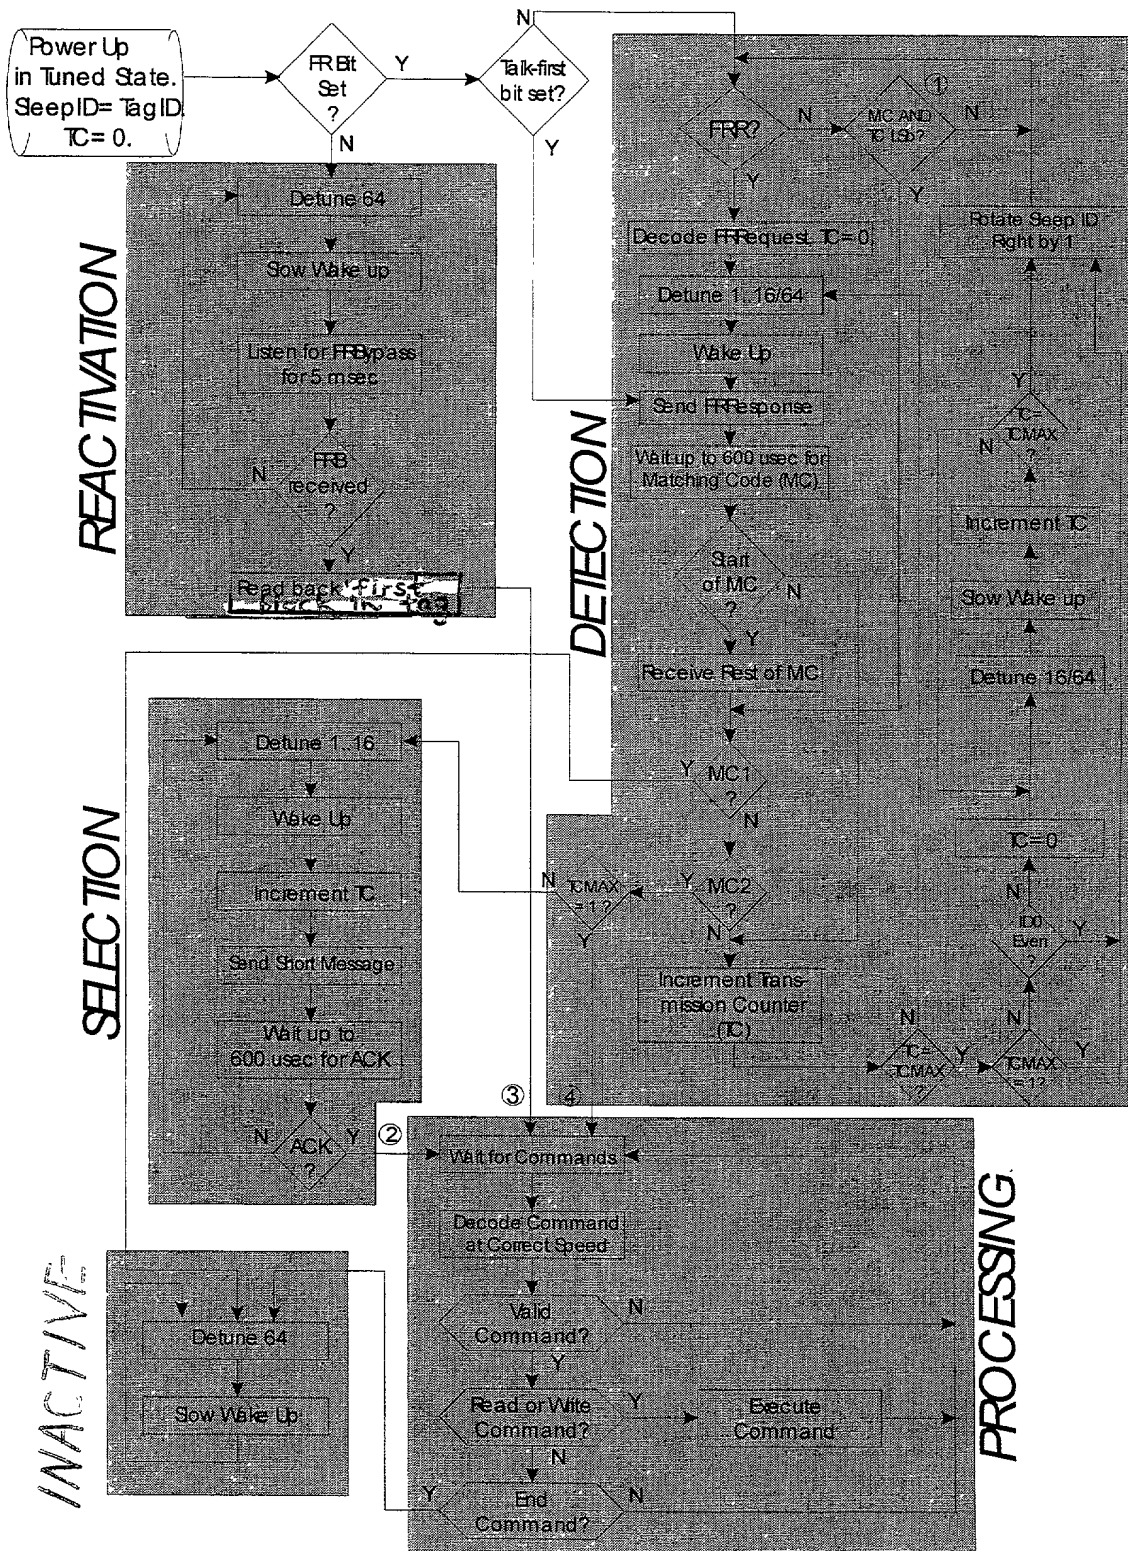 Power Up
in Tuned State.
SleepID= TagID.
TC= 0.
FR Bit
Set
?
Y
N
Talk-first
bit set?
N
Y
REACTIVATION
Detune 64
Slow Wake up
Listen for FRBypass
for 5 msec
FRB
received
?
N
Y
Read back first
block in tag
DETECTION
FRR?
N
Y
1
MC AND
TC LSb?
N
Y
Decode FRRequest, TC= 0.
Detune 1..16/64
Wake Up
Send FRResponse
Wait up to 600 usec for
Matching Code (MC)
Start
of MC
?
N
Y
Receive Rest of MC
MC1
?
Y
N
MC2
?
Y
N
TCMAX
= 1?
N
Y
Increment Trans-
mission Counter
(TC)
TC=
TCMAX
?
N
Y
TCMAX
= 1?
N
ID0
Even
?
N
Y
TC= 0
Detune 16/64
Slow Wake up
Increment TC
TC=
TCMAX
?
N
Y
Rotate Sleep ID
Right by 1
SELECTION
Detune 1..16
Wake Up
Increment TC
Send Short Message
Wait up to
600 usec for ACK
ACK
?
N
Y
2
3
4
PROCESSING.
Wait for Commands
Decode Command
at Correct Speed
Valid
Command?
N
Y
Read or Write
Command?
Y
N
Execute
Command
End
Command?
Y
N
INACTIVE
Detune 64
Slow Wake Up